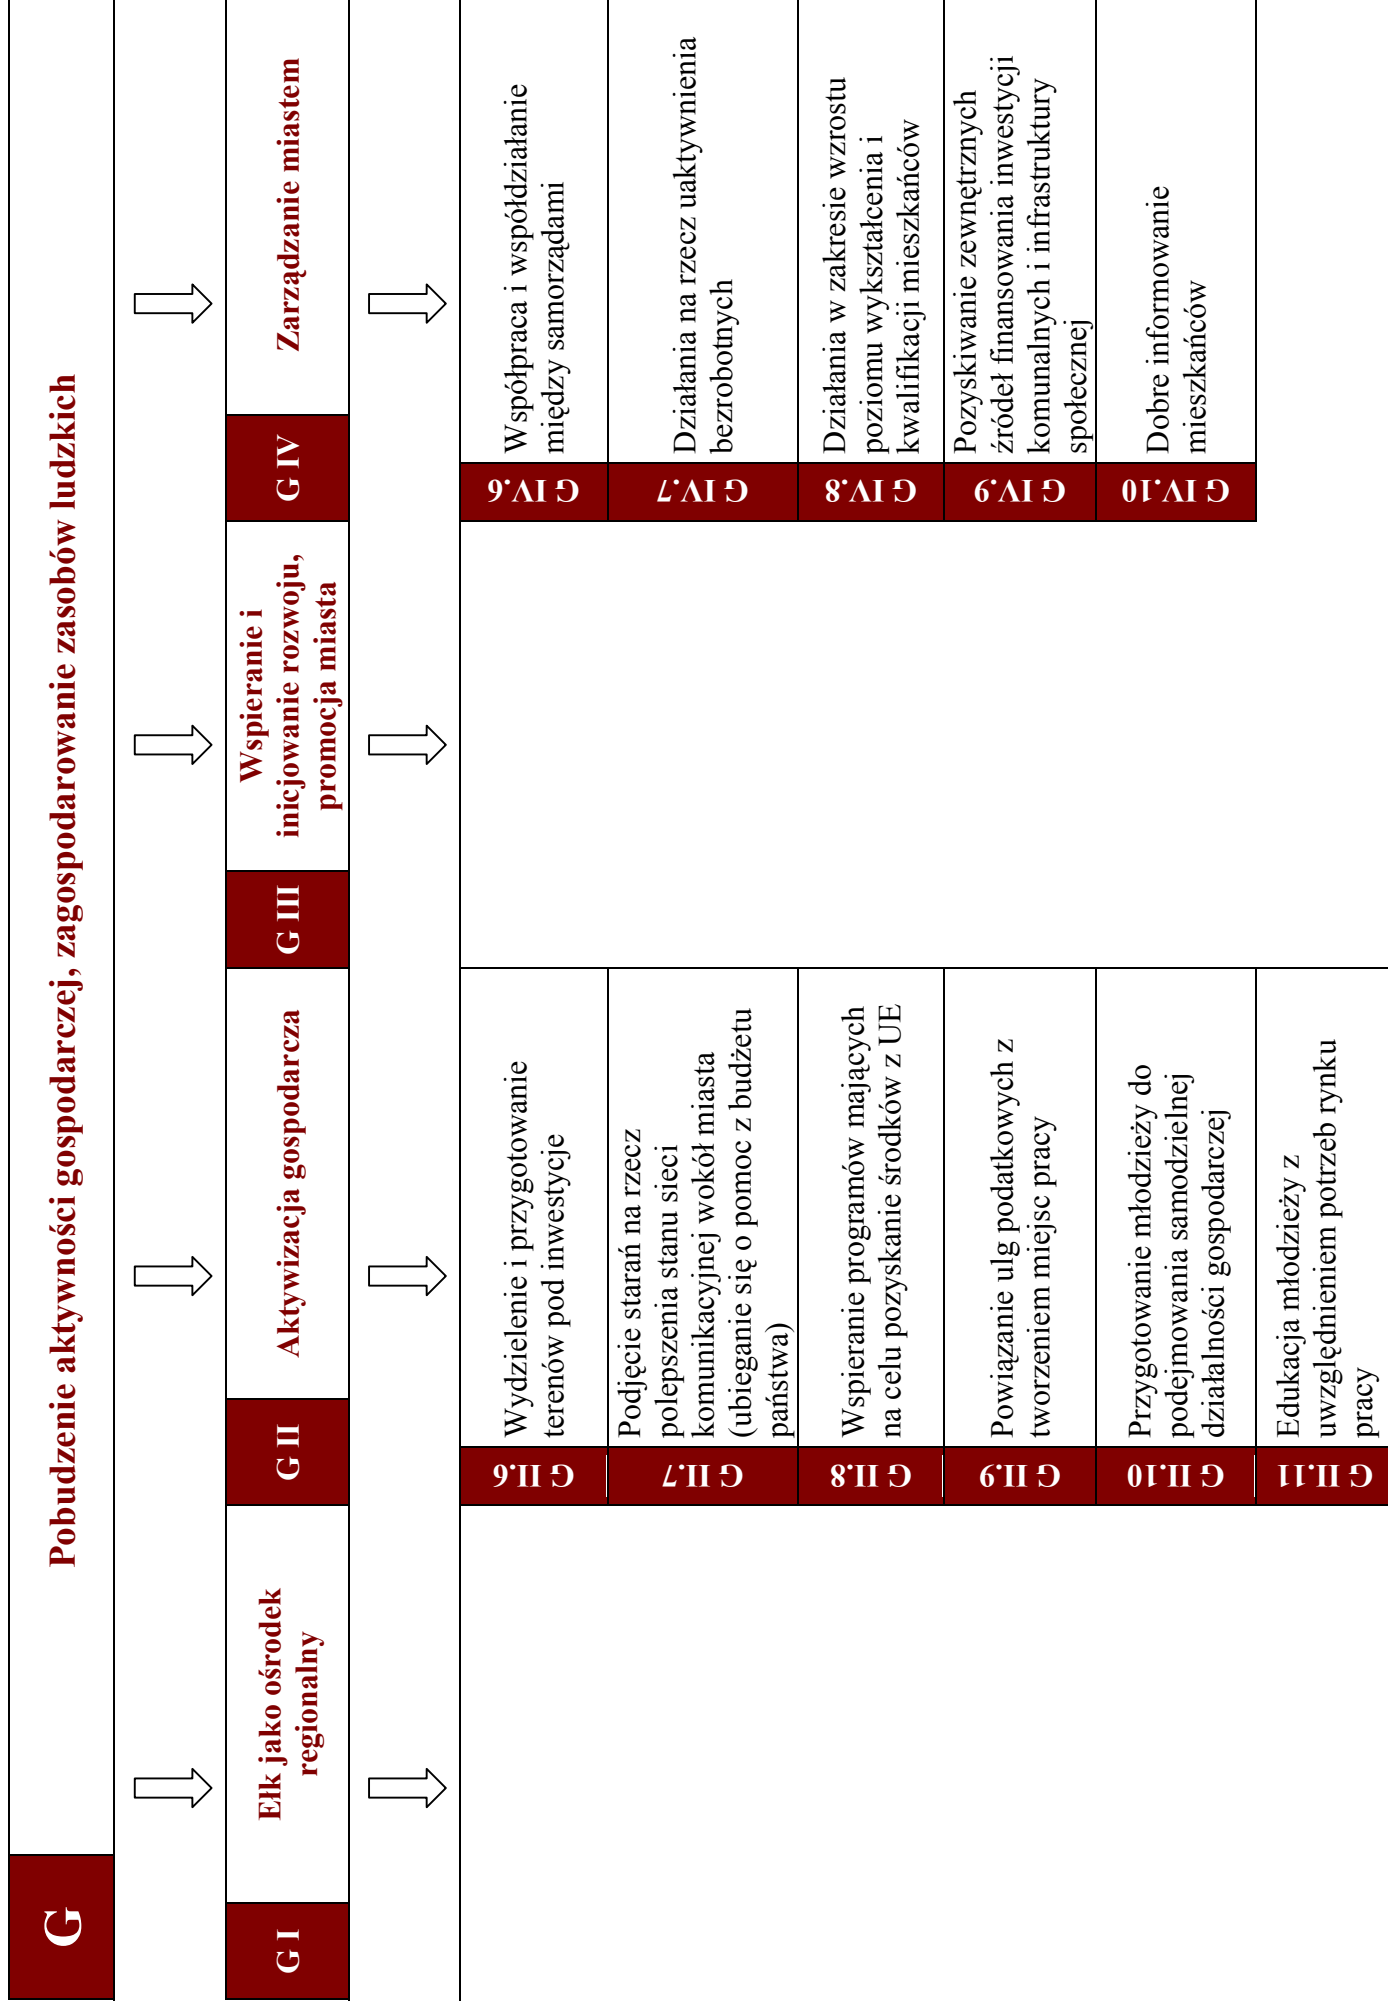 G
Pobudzenie aktywności gospodarczej, zagospodarowanie zasobów ludzkich
G I
Ełk jako ośrodek
regionalny
G II
Aktywizacja gospodarcza
G III
Wspieranie i
inicjowanie rozwoju,
promocja miasta
G IV
Zarządzanie miastem
G II.6
Wydzielenie i przygotowanie
terenów pod inwestycje
G IV.6
Współpraca i współdziałanie
między samorządami
G II.7
Podjęcie starań na rzecz
polepszenia stanu sieci
komunikacyjnej wokół miasta
(ubieganie się o pomoc z budżetu
państwa)
G IV.7
Działania na rzecz uaktywnienia
bezrobotnych
G II.8
Wspieranie programów mających
na celu pozyskanie środków z UE
G IV.8
Działania w zakresie wzrostu
poziomu wykształcenia i
kwalifikacji mieszkańców
G II.9
Powiązanie ulg podatkowych z
tworzeniem miejsc pracy
G IV.9
Pozyskiwanie zewnętrznych
źródeł finansowania inwestycji
komunalnych i infrastruktury
społecznej
G II.10
Przygotowanie młodzieży do
podejmowania samodzielnej
działalności gospodarczej
G IV.10
Dobre informowanie
mieszkańców
G II.11
Edukacja młodzieży z
uwzględnieniem potrzeb rynku
pracy